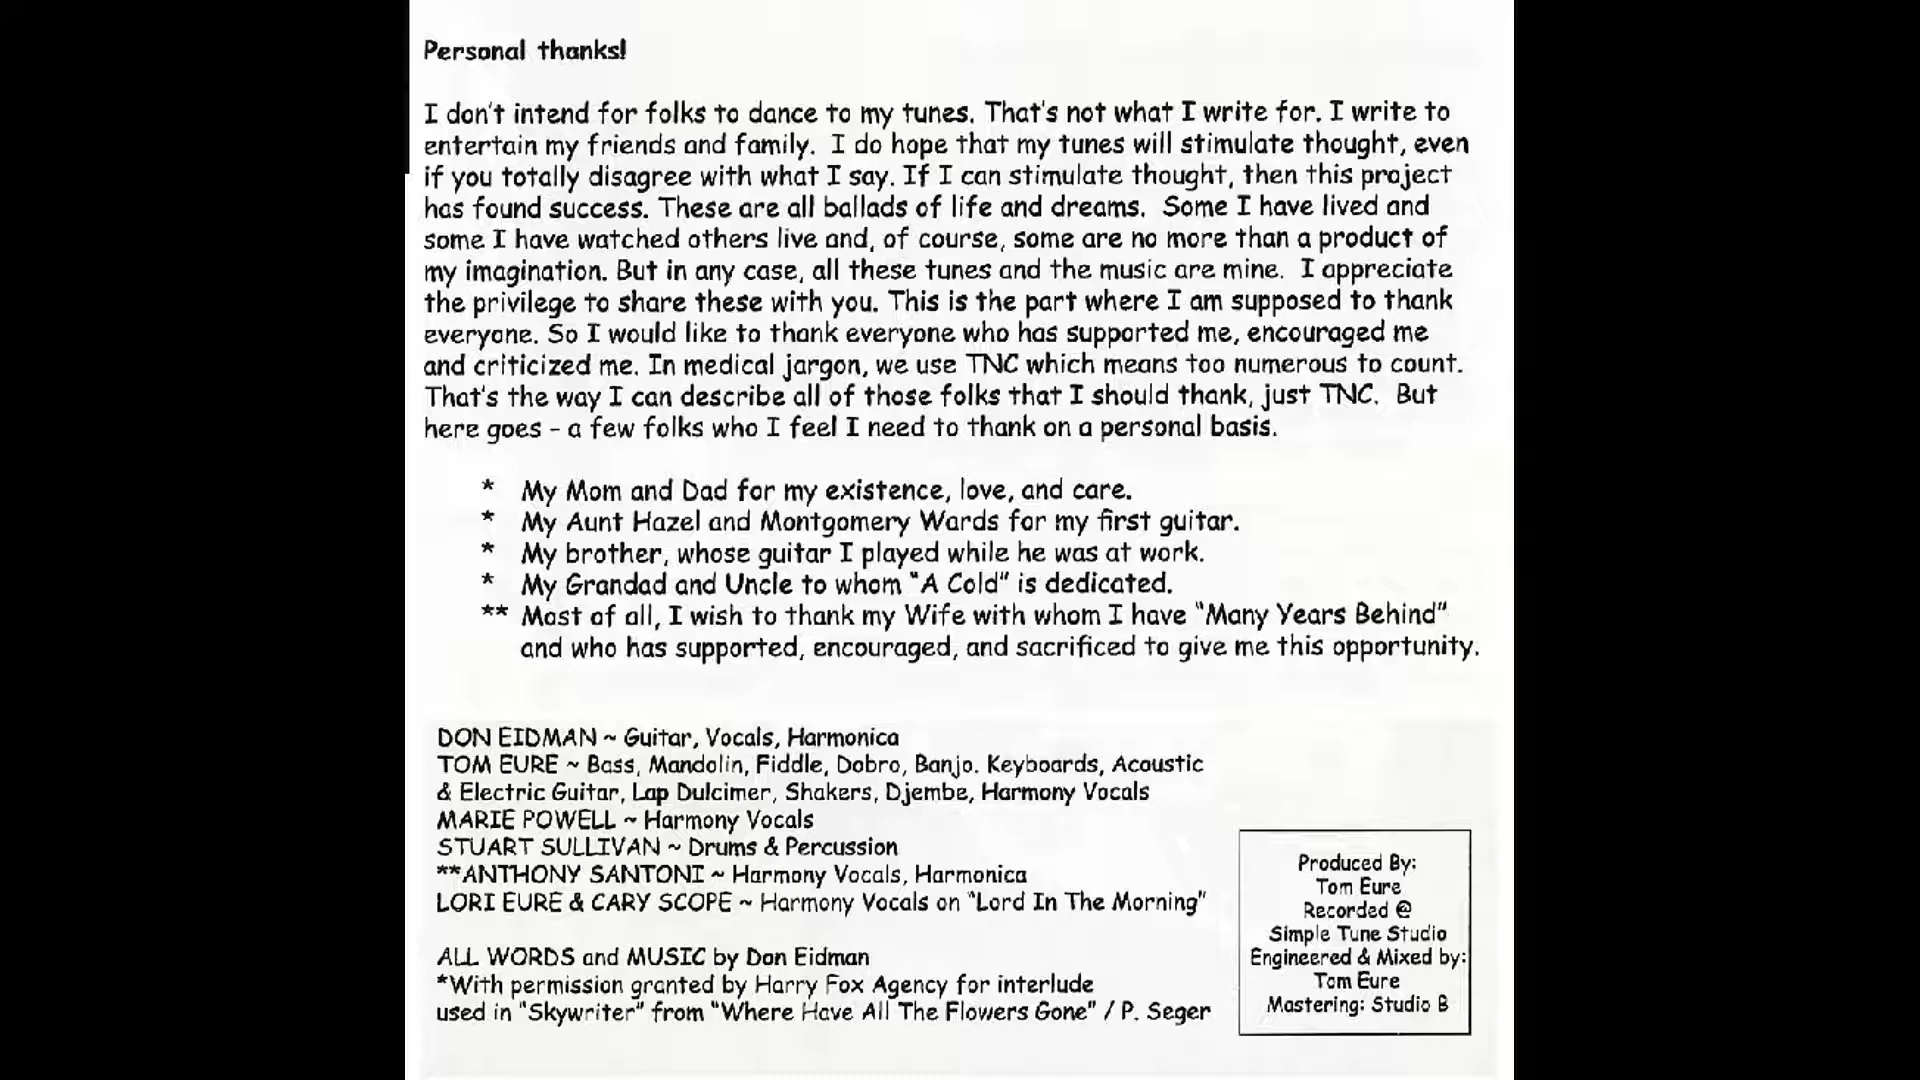 Personal thanks!
I don't intend for folks to dance to my tunes. That's not what I write for. I write to
entertain my friends and family. I do hope that my tunes will stimulate thought, even
if you totally disagree with what I say. If I can stimulate thought, then this project
has found success. These are all ballads of life and dreams. Some I have lived and
some I have watched others live and, of course, some are no more than a product of
my imagination. But in any case, all these tunes and the music are mine. I appreciate
the privilege to share these with you. This is the part where I am supposed to thank
everyone. So I would like to thank everyone who has supported me, encouraged me
and criticized me. In medical jargon, we use TNC which means too numerous to count.
That's the way I can describe all of those folks that I should thank, just TNC. But
here goes - a few folks who I feel I need to thank on a personal basis.
* My Mom and Dad for my existence, love, and care.
* My Aunt Hazel and Montgomery Wards for my first guitar.
* My brother, whose guitar I played while he was at work.
* My Grandad and Uncle to whom "A Cold" is dedicated.
** Most of all, I wish to thank my Wife with whom I have "Many Years Behind"
and who has supported, encouraged, and sacrificed to give me this opportunity.
DON EIDMAN ~ Guitar, Vocals, Harmonica
TOM EURE ~ Bass, Mandolin, Fiddle, Dobro, Banjo. Keyboards, Acoustic
& Electric Guitar, Lap Dulcimer, Shakers, Djembe, Harmony Vocals
MARIE POWELL ~ Harmony Vocals
STUART SULLIVAN ~ Drums & Percussion
**ANTHONY SANTONI ~ Harmony Vocals, Harmonica
LORI EURE & CARY SCOPE ~ Harmony Vocals on "Lord In The Morning"
ALL WORDS and MUSIC by Don Eidman
*With permission granted by Harry Fox Agency for interlude
used in "Skywriter" from "Where Have All The Flowers Gone" / P. Seger
Produced By:
Tom Eure
Recorded @
Simple Tune Studio
Engineered & Mixed by:
Tom Eure
Mastering: Studio B